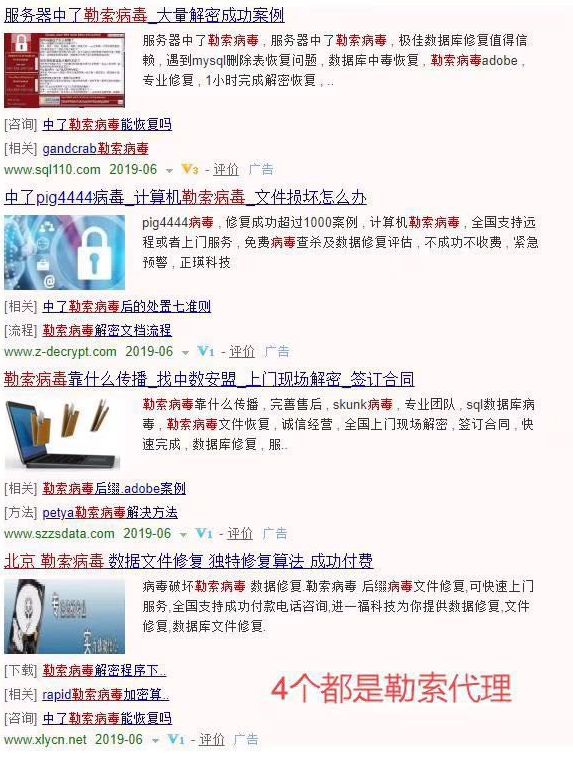 服务器中了勒索病毒_大量解密成功案例
服务器中了勒索病毒，服务器中了勒索病毒，极佳数据库修复值得信
赖，遇到mysql删除表恢复问题，数据库中毒恢复，勒索病毒adobe，
专业修复，1小时完成解密恢复，..
[咨询] 中了勒索病毒能恢复吗
[相关] gandcrab勒索病毒
www.sql110.com 2019-06 V3 - 评价 广告
中了pig4444病毒_计算机勒索病毒_文件损坏怎么办
pig4444病毒，修复成功超过1000案例，计算机勒索病毒，全国支持远
程或者上门服务，免费病毒查杀及数据修复评估，不成功不收费，紧急
预警，正瑛科技
[相关] 中了勒索病毒后的处置七准则
[流程] 勒索病毒解密文档流程
www.z-decrypt.com 2019-06 V1 - 评价 广告
勒索病毒靠什么传播_找中数安盟_上门现场解密_签订合同
勒索病毒靠什么传播，完善售后，skunk病毒，专业团队，sql数据库病
毒，勒索病毒文件恢复，诚信经营，全国上门现场解密，签订合同，快
速完成，数据库修复，服..
[相关] 勒索病毒后缀.adobe案例
[方法] petya勒索病毒解决方法
www.szzsdata.com 2019-06 V1 - 评价 广告
北京 勒索病毒 数据文件修复 独特修复算法 成功付费
病毒破坏勒索病毒 数据修复.勒索病毒 后缀病毒文件修复,可快速上门
服务,全国支持成功付款电话咨询,进一福科技为你提供数据修复,文件
修复,数据库文件修复.
[下载] 勒索病毒解密程序下..
[相关] rapid勒索病毒加密算..
4个都是勒索代理
[咨询] 中了勒索病毒能恢复吗
www.xlycn.net 2019-06 V1 - 评价 广告